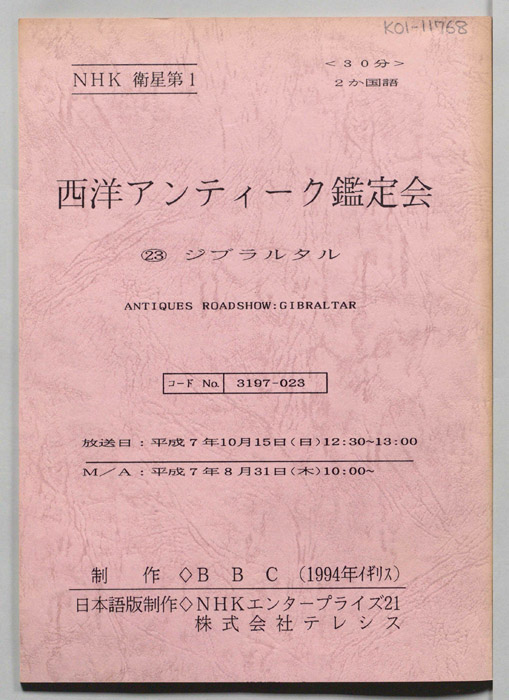 K01-11768
NHK 衛星第1
<30分>
2か国語
西洋アンティーク鑑定会
㉓ ジブラルタル
ANTIQUES ROADSHOW:GIBRALTAR
コード No. 3197-023
放送日：平成7年10月15日(日)12:30~13:00
M／A：平成7年8月31日(木)10:00~
制 作◇BBC (1994年ｲｷﾞﾘｽ)
日本語版制作◇NHKエンタープライズ21
株式会社テレシス